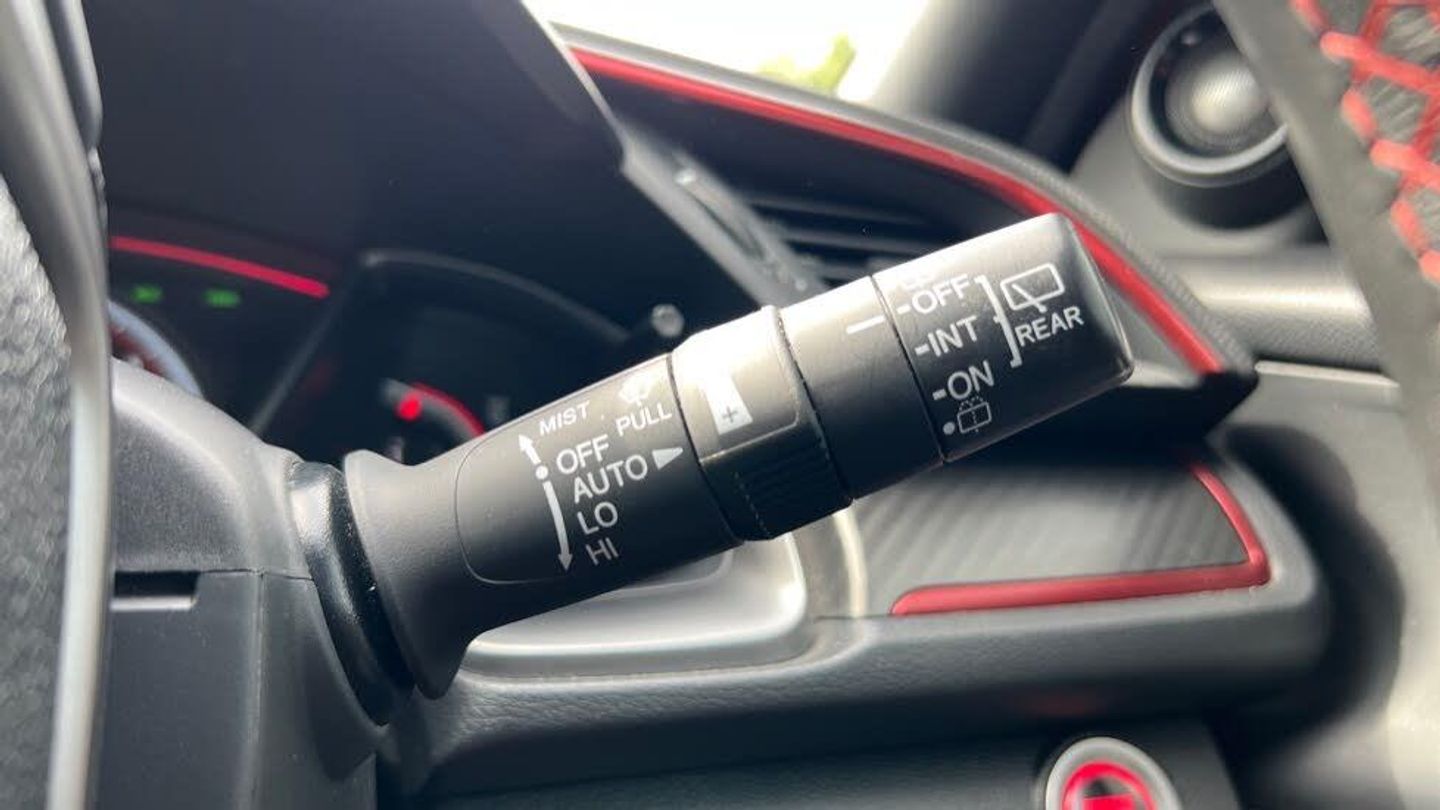 MIST
PULL
OFF
AUTO
LO
HI
+
-OFF
-INT
-ON
REAR